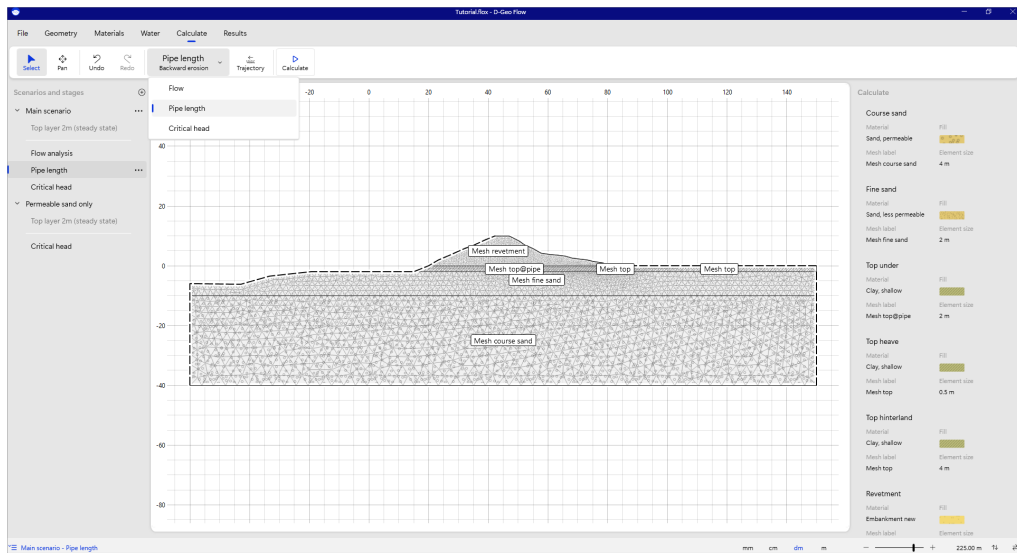 Tutorial.flox - D-Geo Flow
File Geometry Materials Water Calculate Results
Select Pan Undo Redo Pipe length Backward erosion Trajectory Calculate
Flow
Pipe length
Critical head
Scenarios and stages
Main scenario
Top layer 2m (steady state)
Flow analysis
Pipe length
Critical head
Permeable sand only
Top layer 2m (steady state)
Critical head
-20 0 20 40 60 80 100 120 140
40
20
0
-20
-40
-60
-80
Mesh revetment
Mesh top@pipe
Mesh top
Mesh top
Mesh fine sand
Mesh course sand
Calculate
Course sand
Material Fill
Sand, permeable
Mesh label Element size
Mesh course sand 4 m
Fine sand
Material Fill
Sand, less permeable
Mesh label Element size
Mesh fine sand 2 m
Top under
Material Fill
Clay, shallow
Mesh label Element size
Mesh top@pipe 2 m
Top heave
Material Fill
Clay, shallow
Mesh label Element size
Mesh top 0.5 m
Top hinterland
Material Fill
Clay, shallow
Mesh label Element size
Mesh top 4 m
Revetment
Material Fill
Embankment new
Mesh label Element size
Main scenario - Pipe length
mm cm dm m
225.00 m